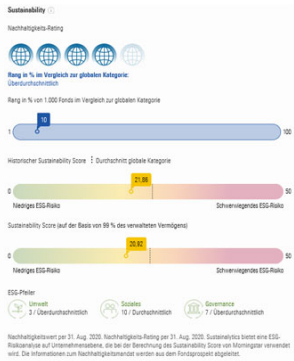 Sustainability
Nachhaltigkeits-Rating
Rang in % im Vergleich zur globalen Kategorie:
Überdurchschnittlich
Rang in % von 1.000 Fonds im Vergleich zur globalen Kategorie
10
1 100
Historischer Sustainability Score Durchschnitt globale Kategorie
21,88
0 50
Niedriges ESG-Risiko Schwerwiegendes ESG-Risiko
Sustainability Score (auf der Basis von 99 % des verwalteten Vermögens)
20,92
0 50
Niedriges ESG-Risiko Schwerwiegendes ESG-Risiko
ESG-Pfeiler
Umwelt Soziales Governance
3 / Überdurchschnittlich 10 / Durchschnittlich 7 / Überdurchschnittlich
Nachhaltigkeitswert per 31. Aug. 2020. Nachhaltigkeits-Rating per 31. Aug. 2020. Sustainalytics bietet eine ESG-
Risikoanalyse auf Unternehmensebene, die bei der Berechnung des Sustainability Score von Morningstar verwendet
wird. Die Informationen zum Nachhaltigkeitsmandat werden aus dem Fondsprospekt abgeleitet.